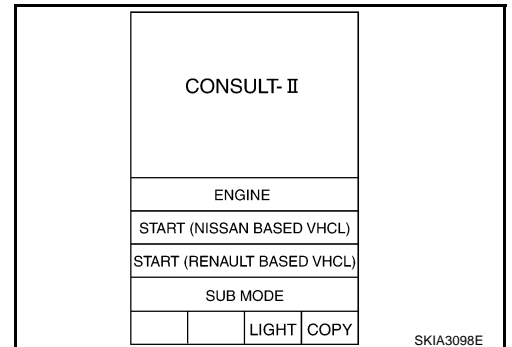 CONSULT-II
ENGINE
START (NISSAN BASED VHCL)
START (RENAULT BASED VHCL)
SUB MODE
LIGHT COPY
SKIA3098E